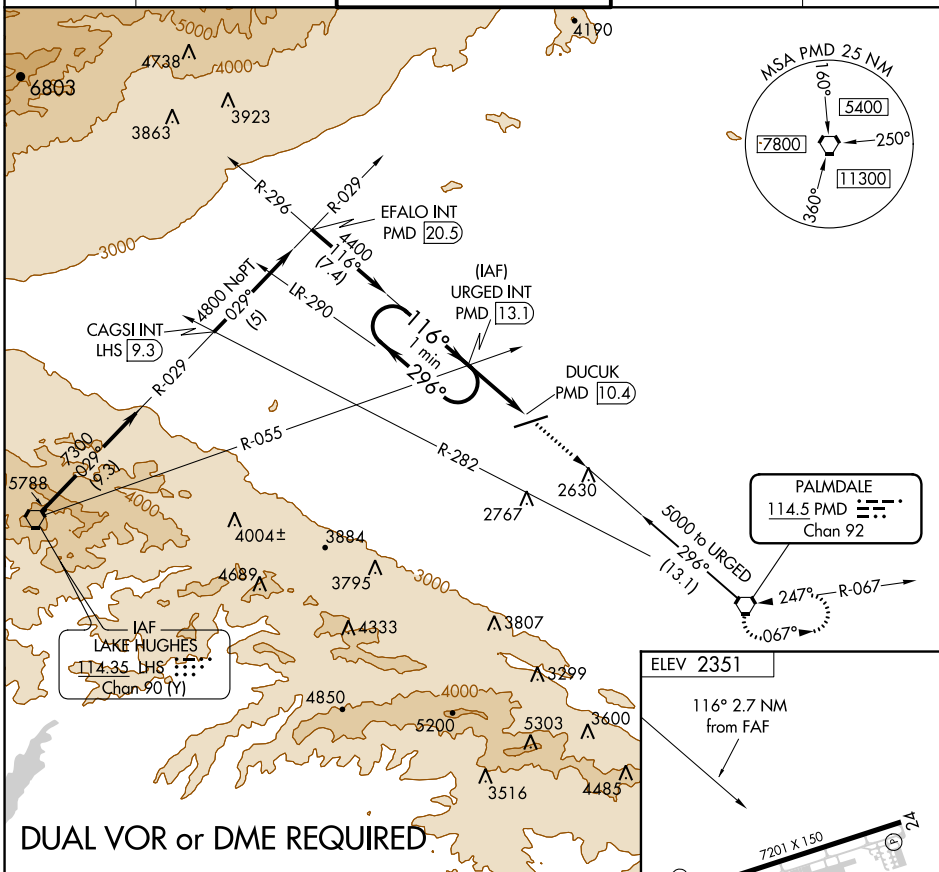 5000
4190
4738
4000
6803
3923
3863
MSA PMD 25 NM
160°
5400
7800
250°
11300
360°
R-296
R-029
EFALO INT
PMD 20.5
3000
4400
116°
(7.4)
(IAF)
URGED INT
PMD 13.1
4800 NoPT
029°
(5)
LR-290
CAGSI INT
LHS 9.3
116°
1 min
296°
DUCUK
PMD 10.4
R-029
R-055
R-282
7300
029°
(9.3)
5788
4000
2630
2767
PALMDALE
114.5 PMD
Chan 92
5000 to URGED
296°
(13.1)
4004±
3884
3795
3000
4689
247°
R-067
067°
IAF
LAKE HUGHES
114.35 LHS
Chan 90 (Y)
4333
3807
3299
4850
4000
5200
5303
3600
3516
4485
ELEV 2351
116° 2.7 NM
from FAF
7201 X 150
24
P
DUAL VOR or DME REQUIRED